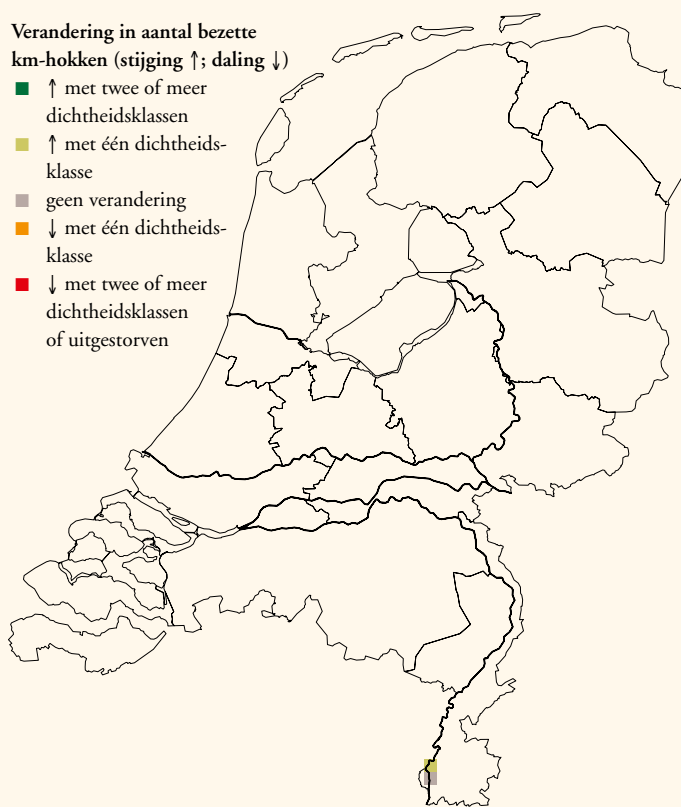 Verandering in aantal bezette
km-hokken (stijging ↑; daling ↓)
↑ met twee of meer
dichtheidsklassen
↑ met één dichtheids-
klasse
geen verandering
↓ met één dichtheids-
klasse
↓ met twee of meer
dichtheidsklassen
of uitgestorven